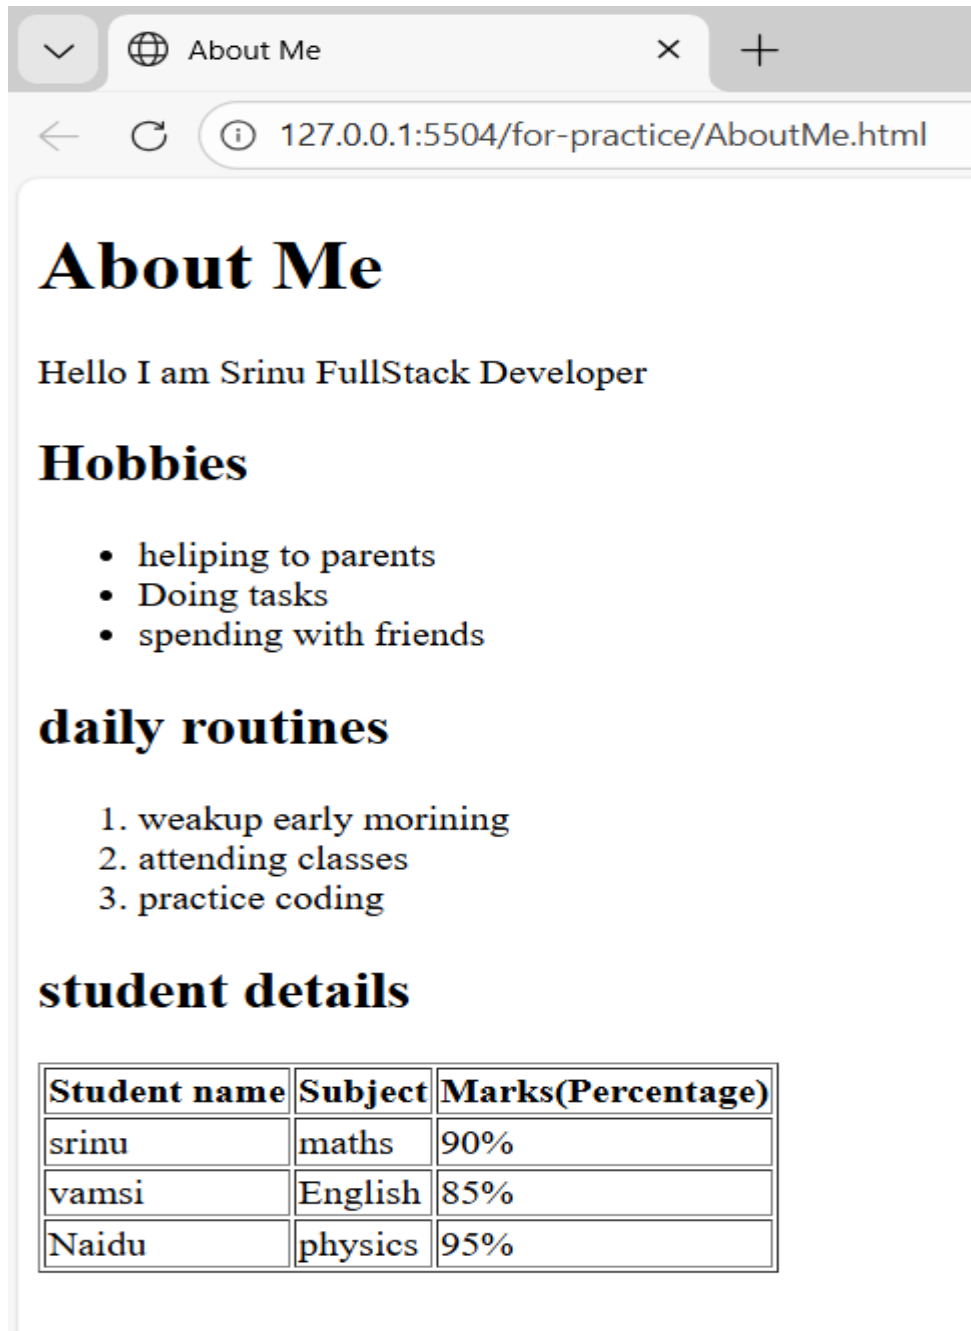 About Me
127.0.0.1:5504/for-practice/AboutMe.html
About Me
Hello I am Srinu FullStack Developer
Hobbies
• heliping to parents
• Doing tasks
• spending with friends
daily routines
1. weakup early morining
2. attending classes
3. practice coding
student details
Student name Subject Marks(Percentage)
srinu maths 90%
vamsi English 85%
Naidu physics 95%